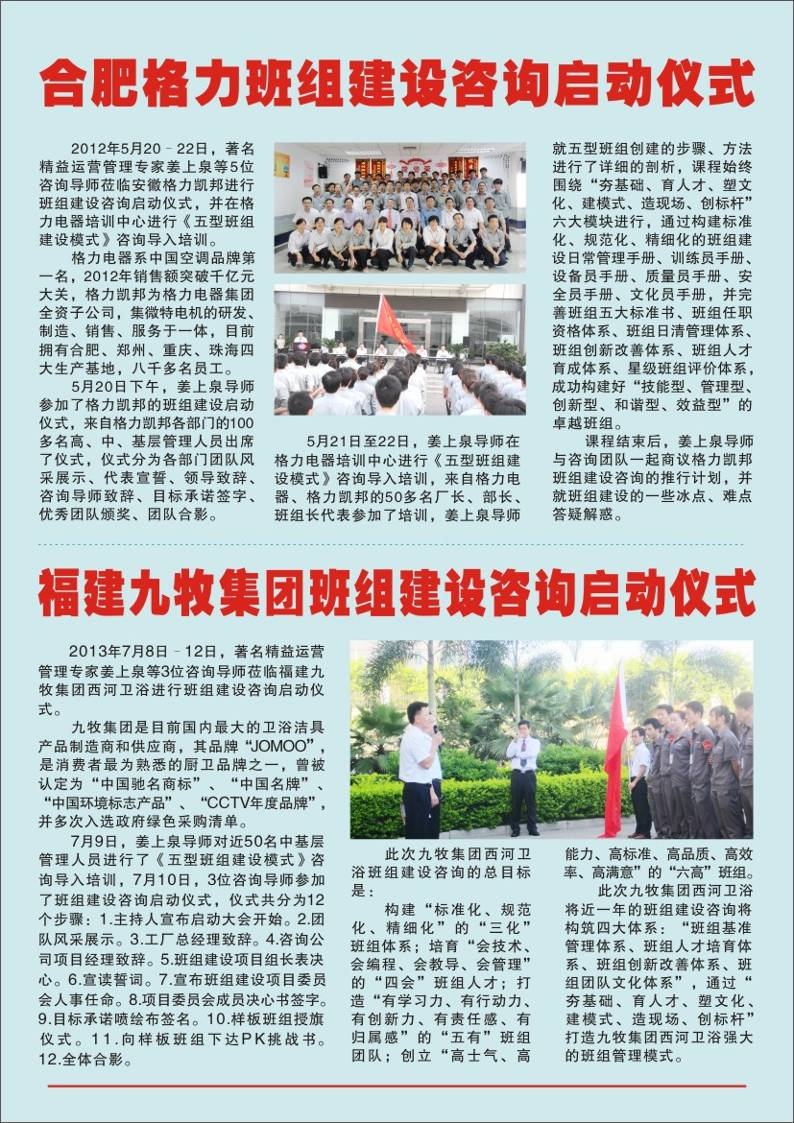 合肥格力班组建设咨询启动仪式
2012年5月20－22日，著名
精益运营管理专家姜上泉等5位
咨询导师莅临安徽格力凯邦进行
班组建设咨询启动仪式，并在格
力电器培训中心进行《五型班组
建设模式》咨询导入培训。
格力电器系中国空调品牌第
一名，2012年销售额突破千亿元
大关，格力凯邦为格力电器集团
全资子公司，集微特电机的研发、
制造、销售、服务于一体，目前
拥有合肥、郑州、重庆、珠海四
大生产基地，八千多名员工。
5月20日下午，姜上泉导师
参加了格力凯邦的班组建设启动
仪式，来自格力凯邦各部门的100
多名高、中、基层管理人员出席
了仪式，仪式分为各部门团队风
采展示、代表宣誓、领导致辞、
咨询导师致辞、目标承诺签字、
优秀团队颁奖、团队合影。
5月21日至22日，姜上泉导师在
格力电器培训中心进行《五型班组建
设模式》咨询导入培训，来自格力电
器、格力凯邦的50多名厂长、部长、
班组长代表参加了培训，姜上泉导师
就五型班组创建的步骤、方法
进行了详细的剖析，课程始终
围绕“夯基础、育人才、塑文
化、建模式、造现场、创标杆”
六大模块进行，通过构建标准
化、规范化、精细化的班组建
设日常管理手册、训练员手册、
设备员手册、质量员手册、安
全员手册、文化员手册，并完
善班组五大标准书、班组任职
资格体系、班组日清管理体系、
班组创新改善体系、班组人才
育成体系、星级班组评价体系，
成功构建好“技能型、管理型、
创新型、和谐型、效益型”的
卓越班组。
课程结束后，姜上泉导师
与咨询团队一起商议格力凯邦
班组建设咨询的推行计划，并
就班组建设的一些冰点、难点
答疑解惑。
福建九牧集团班组建设咨询启动仪式
2013年7月8日－12日，著名精益运营
管理专家姜上泉等3位咨询导师莅临福建九
牧集团西河卫浴进行班组建设咨询启动仪
式。
九牧集团是目前国内最大的卫浴洁具
产品制造商和供应商，其品牌“JOMOO”，
是消费者最为熟悉的厨卫品牌之一，曾被
认定为“中国驰名商标”、“中国名牌”、
“中国环境标志产品”、“CCTV年度品牌”，
并多次入选政府绿色采购清单。
7月9日，姜上泉导师对近50名中基层
管理人员进行了《五型班组建设模式》咨
询导入培训，7月10日，3位咨询导师参加
了班组建设咨询启动仪式，仪式共分为12
个步骤：1.主持人宣布启动大会开始。2.团
队风采展示。3.工厂总经理致辞。4.咨询公
司项目经理致辞。5.班组建设项目组长表决
心。6.宣读誓词。7.宣布班组建设项目委员
会人事任命。8.项目委员会成员决心书签字。
9.目标承诺喷绘布签名。10.样板班组授旗
仪式。11.向样板班组下达PK挑战书。
12.全体合影。
此次九牧集团西河卫
浴班组建设咨询的总目标
是：
构建“标准化、规范
化、精细化”的“三化”
班组体系；培育“会技术、
会编程、会教导、会管理”
的“四会”班组人才；打
造“有学习力、有行动力、
有创新力、有责任感、有
归属感”的“五有”班组
团队；创立“高士气、高
能力、高标准、高品质、高效
率、高满意”的“六高”班组。
此次九牧集团西河卫浴
将近一年的班组建设咨询将
构筑四大体系：“班组基准
管理体系、班组人才培育体
系、班组创新改善体系、班
组团队文化体系”，通过“
夯基础、育人才、塑文化、
建模式、造现场、创标杆”
打造九牧集团西河卫浴强大
的班组管理模式。